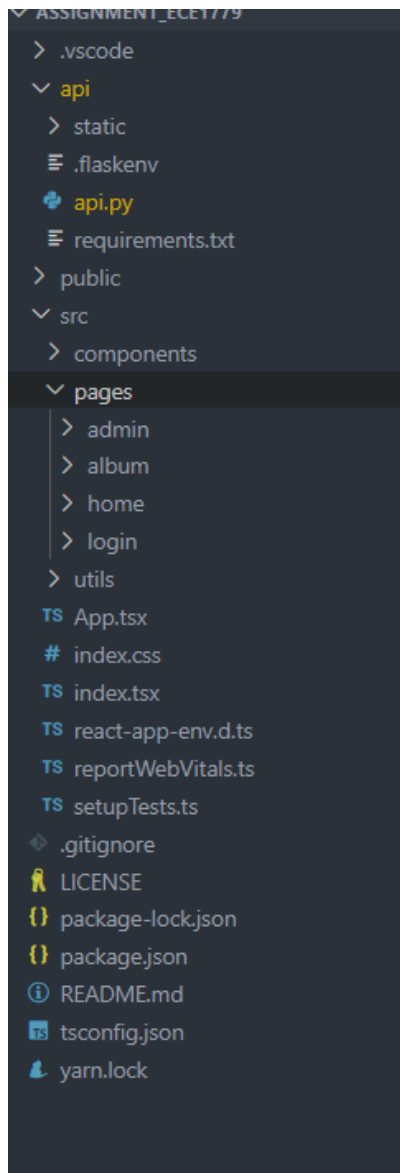 ASSIGNMENT_ECE1779
.vscode
api
static
.flaskenv
api.py
requirements.txt
public
src
components
pages
admin
album
home
login
utils
TS App.tsx
# index.css
TS index.tsx
TS react-app-env.d.ts
TS reportWebVitals.ts
TS setupTests.ts
.gitignore
LICENSE
{} package-lock.json
{} package.json
README.md
TS tsconfig.json
yarn.lock